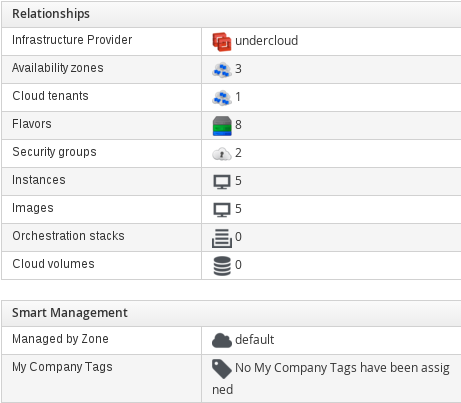 Relationships
Infrastructure Provider undercloud
Availability zones 3
Cloud tenants 1
Flavors 8
Security groups 2
Instances 5
Images 5
Orchestration stacks 0
Cloud volumes 0
Smart Management
Managed by Zone default
My Company Tags No My Company Tags have been assig
ned